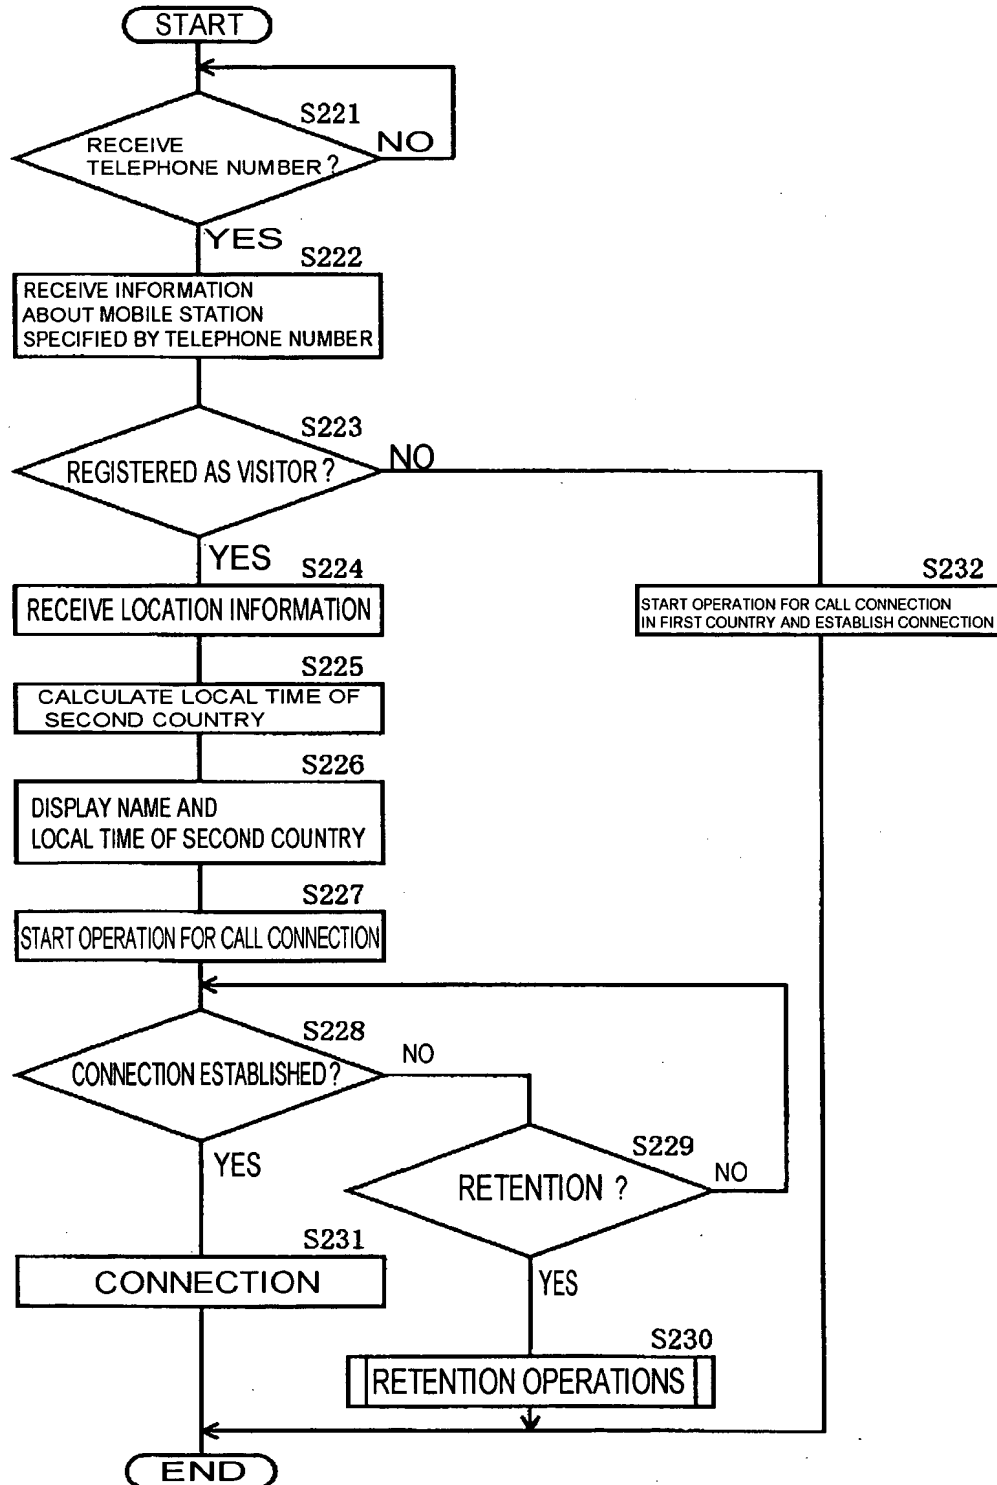 START
S221
RECEIVE
TELEPHONE NUMBER?
NO
YES
S222
RECEIVE INFORMATION
ABOUT MOBILE STATION
SPECIFIED BY TELEPHONE NUMBER
S223
REGISTERED AS VISITOR?
NO
YES
S224
RECEIVE LOCATION INFORMATION
S232
START OPERATION FOR CALL CONNECTION
IN FIRST COUNTRY AND ESTABLISH CONNECTION
S225
CALCULATE LOCAL TIME OF
SECOND COUNTRY
S226
DISPLAY NAME AND
LOCAL TIME OF SECOND COUNTRY
S227
START OPERATION FOR CALL CONNECTION
S228
CONNECTION ESTABLISHED?
NO
YES
S229
RETENTION ?
NO
YES
S231
CONNECTION
S230
RETENTION OPERATIONS
END